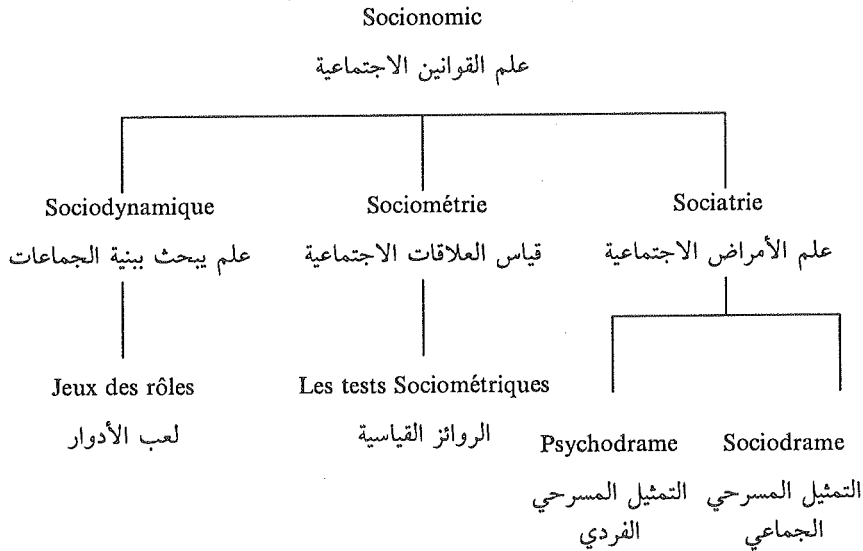 Socionomic
علم القوانين الاجتماعية
Sociodynamique
علم يبحث ببنية الجماعات
Sociométrie
قياس العلاقات الاجتماعية
Sociatrie
علم الأمراض الاجتماعية
Jeux des rôles
لعب الأدوار
Les tests Sociométriques
الروائز القياسية
Psychodrame
التمثيل المسرحي
الفردي
Sociodrame
التمثيل المسرحي
الجماعي